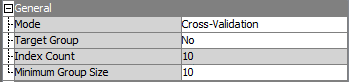 General
Mode Cross-Validation
Target Group No
Index Count 10
Minimum Group Size 10